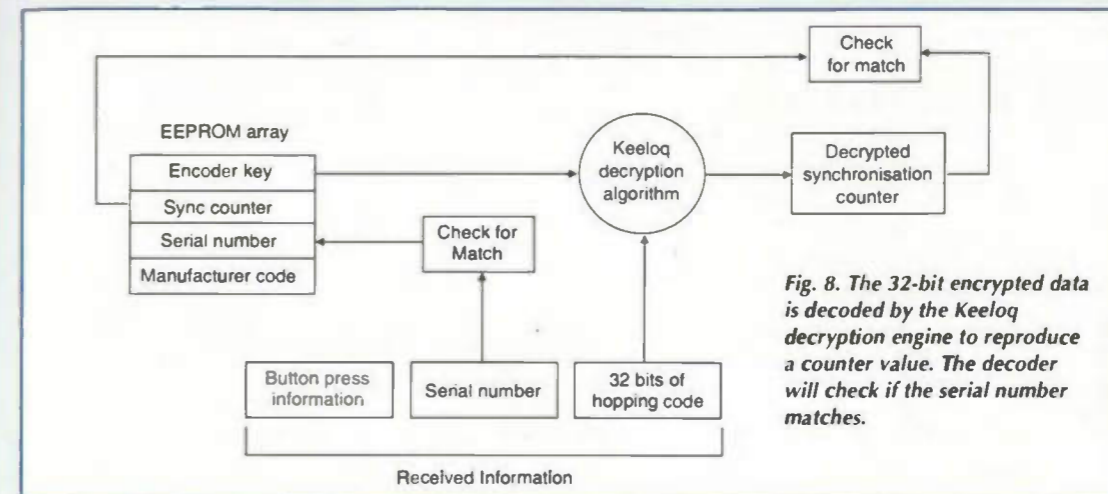 Check
for match
EEPROM array
Encoder key
Sync counter
Serial number
Manufacturer code
Keeloq
decryption
algorithm
Decrypted
synchronisation
counter
Check for
Match
Button press
information
Serial number
32 bits of
hopping code
Received Information
Fig. 8. The 32-bit encrypted data
is decoded by the Keeloq
decryption engine to reproduce
a counter value. The decoder
will check if the serial number
matches.